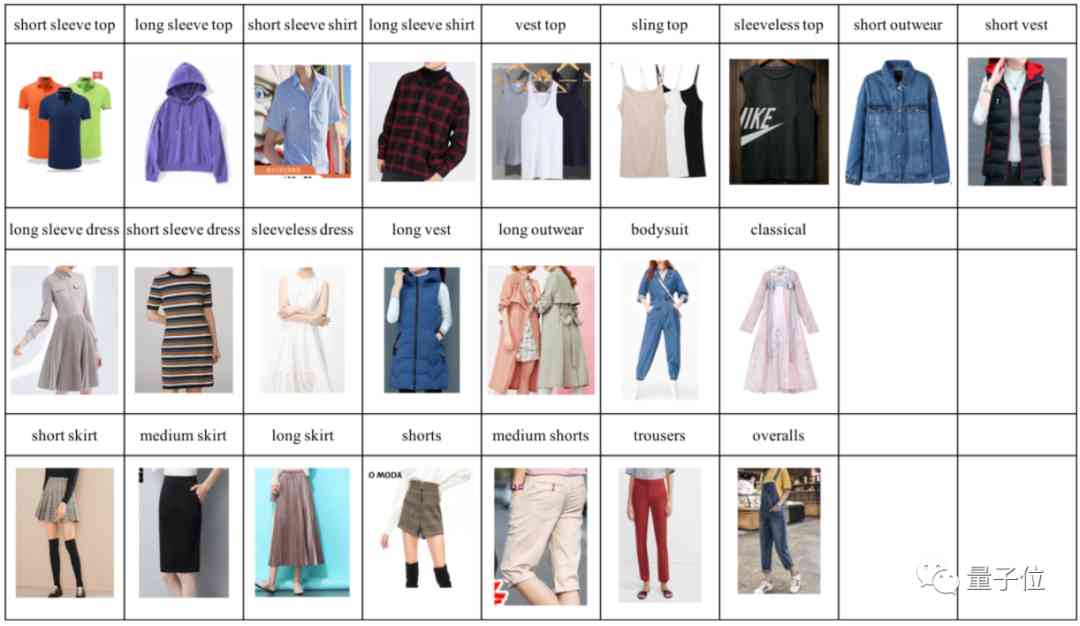 short sleeve top
long sleeve top
short sleeve shirt
long sleeve shirt
vest top
sling top
sleeveless top
short outwear
short vest
NIKE
long sleeve dress
short sleeve dress
sleeveless dress
long vest
long outwear
bodysuit
classical
short skirt
medium skirt
long skirt
shorts
medium shorts
trousers
overalls
O MODA
量子位